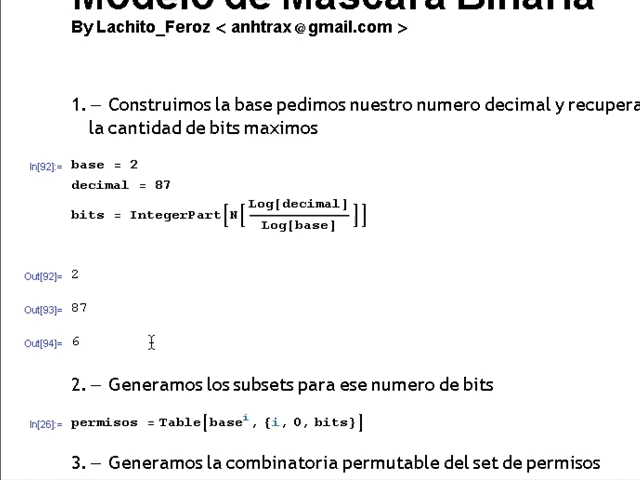 Modelo de Mascara Binaria
By Lachito_Feroz < anhtrax@gmail.com >
1. – Construimos la base pedimos nuestro numero decimal y recupera
la cantidad de bits maximos
In[92]:= base = 2
decimal = 87
bits = IntegerPart[N[Log[decimal]/Log[base]]]
Out[92]= 2
Out[93]= 87
Out[94]= 6
2. – Generamos los subsets para ese numero de bits
In[26]:= permisos = Table[base^i, {i, 0, bits}]
3. – Generamos la combinatoria permutable del set de permisos